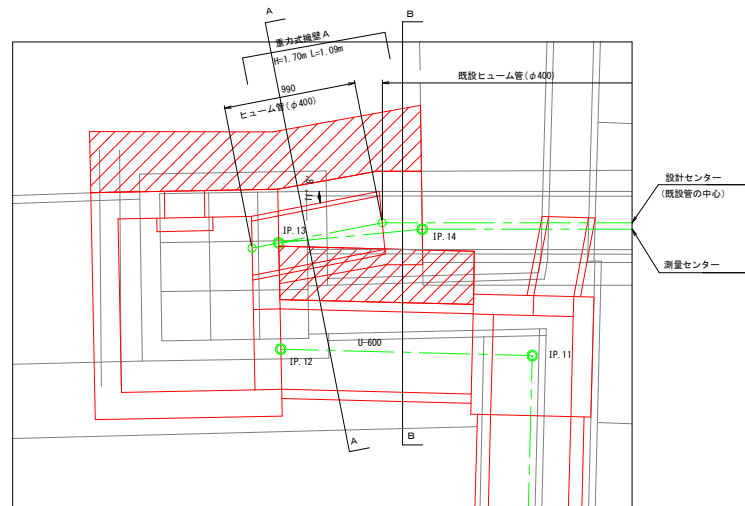 A
B
重力式擁壁A
H=1.70m L=1.09m
990
ヒューム管(φ400)
既設ヒューム管(φ400)
設計センター
(既設管の中心)
測量センター
IP.13
IP.14
U-600
IP.12
IP.11
A
B